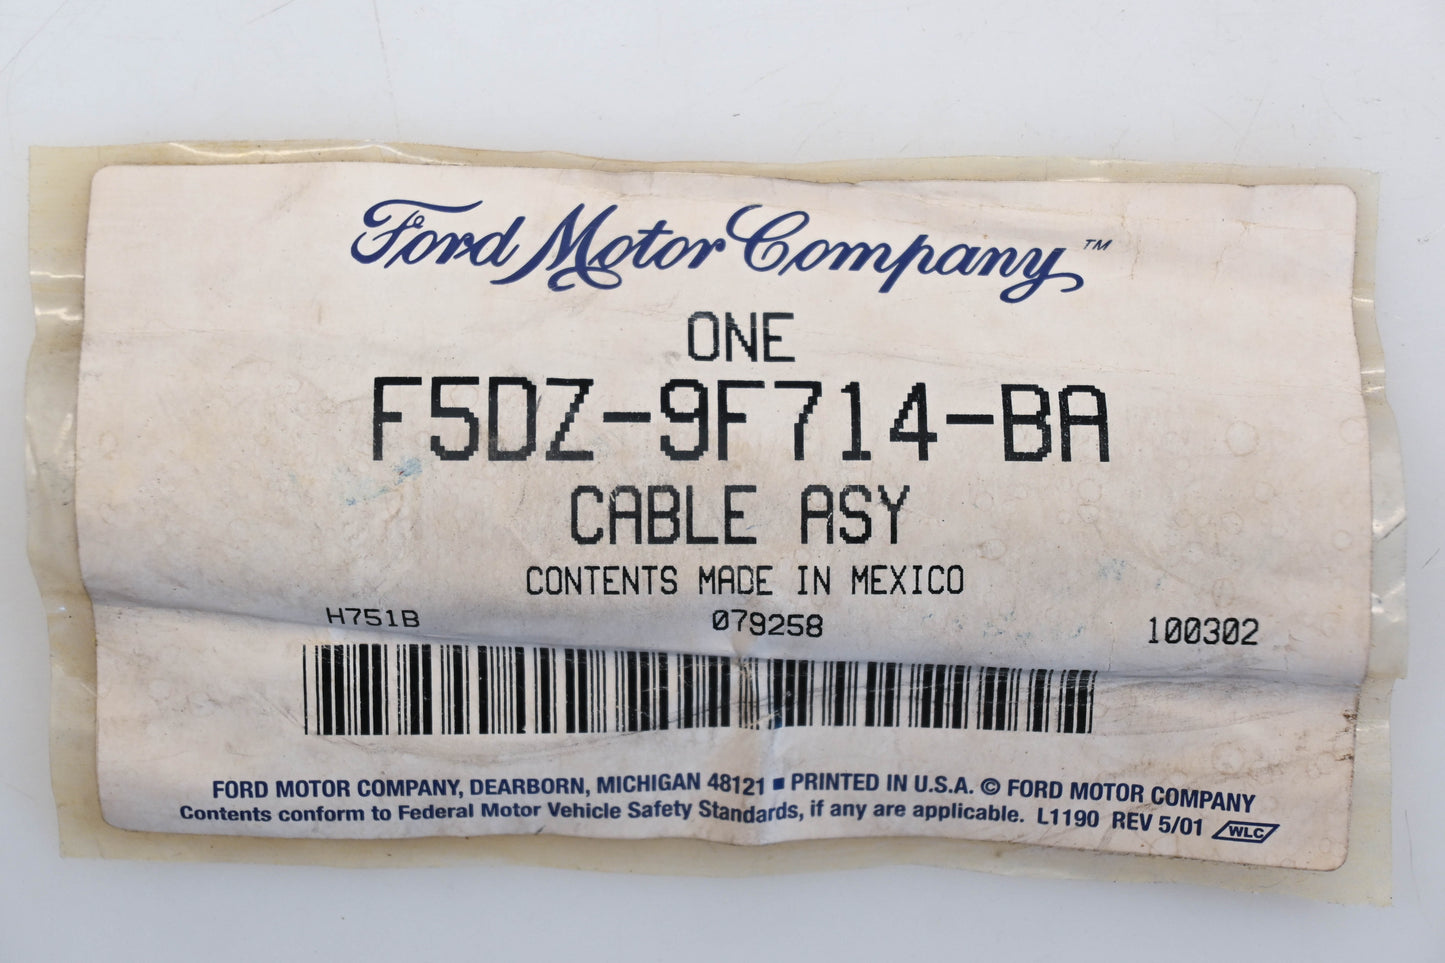 Ford Motor Company™
ONE
F5DZ-9F714-BA
CABLE ASY
CONTENTS MADE IN MEXICO
H751B 079258 100302
FORD MOTOR COMPANY, DEARBORN, MICHIGAN 48121 ■ PRINTED IN U.S.A. © FORD MOTOR COMPANY
Contents conform to Federal Motor Vehicle Safety Standards, if any are applicable. L1190 REV 5/01 WLC